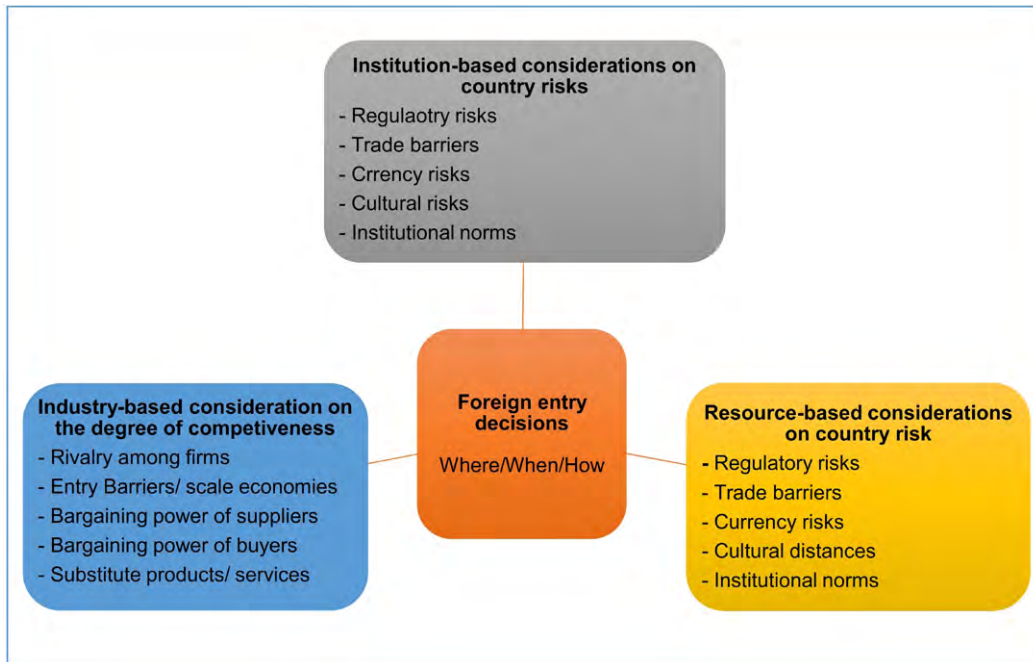 Institution-based considerations on
country risks
- Regulaotry risks
- Trade barriers
- Crrency risks
- Cultural risks
- Institutional norms
Foreign entry
decisions
Where/When/How
Industry-based consideration on
the degree of competiveness
- Rivalry among firms
- Entry Barriers/ scale economies
- Bargaining power of suppliers
- Bargaining power of buyers
- Substitute products/ services
Resource-based considerations
on country risk
- Regulatory risks
- Trade barriers
- Currency risks
- Cultural distances
- Institutional norms